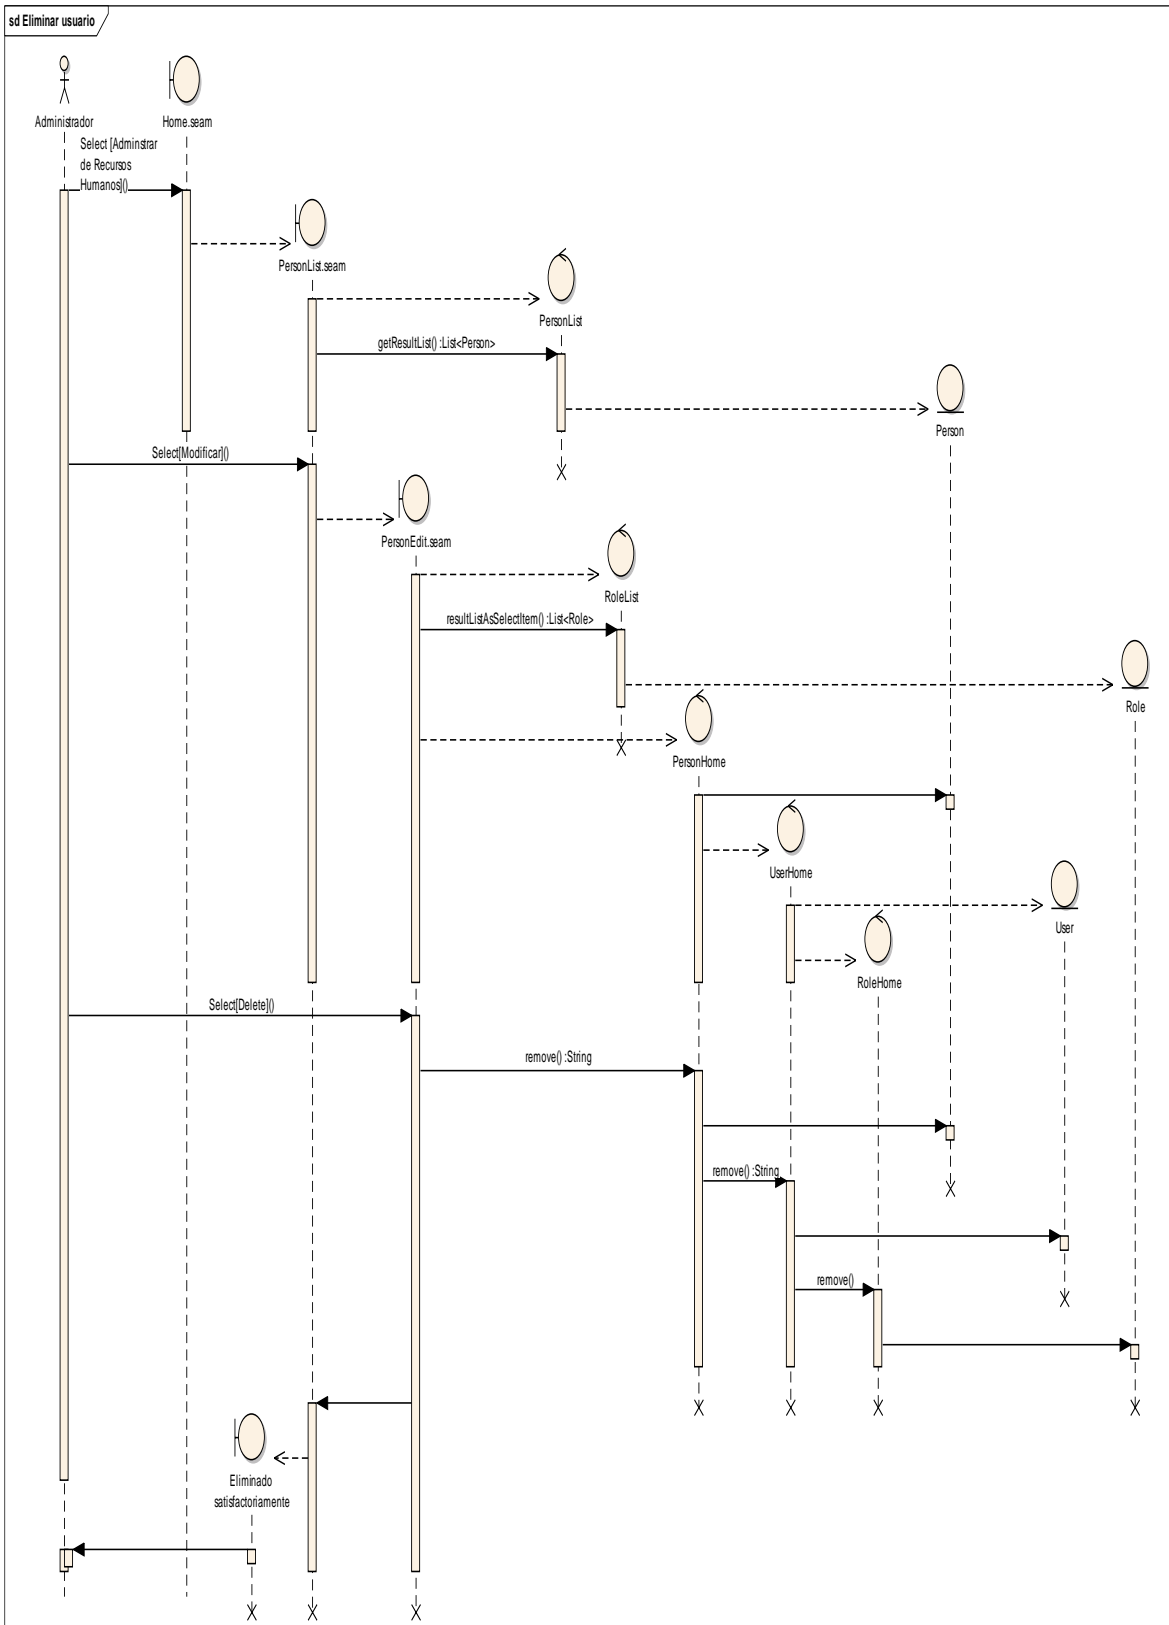 sd Eliminar usuario
Administrador
Home.seam
Select [Adminstrar
de Recursos
Humanos]()
PersonList.seam
PersonList
getResultList() :List<Person>
Person
Select[Modificar]()
PersonEdit.seam
RoleList
resultListAsSelectItem() :List<Role>
Role
PersonHome
UserHome
User
RoleHome
Select[Delete]()
remove() :String
remove() :String
remove()
Eliminado
satisfactoriamente